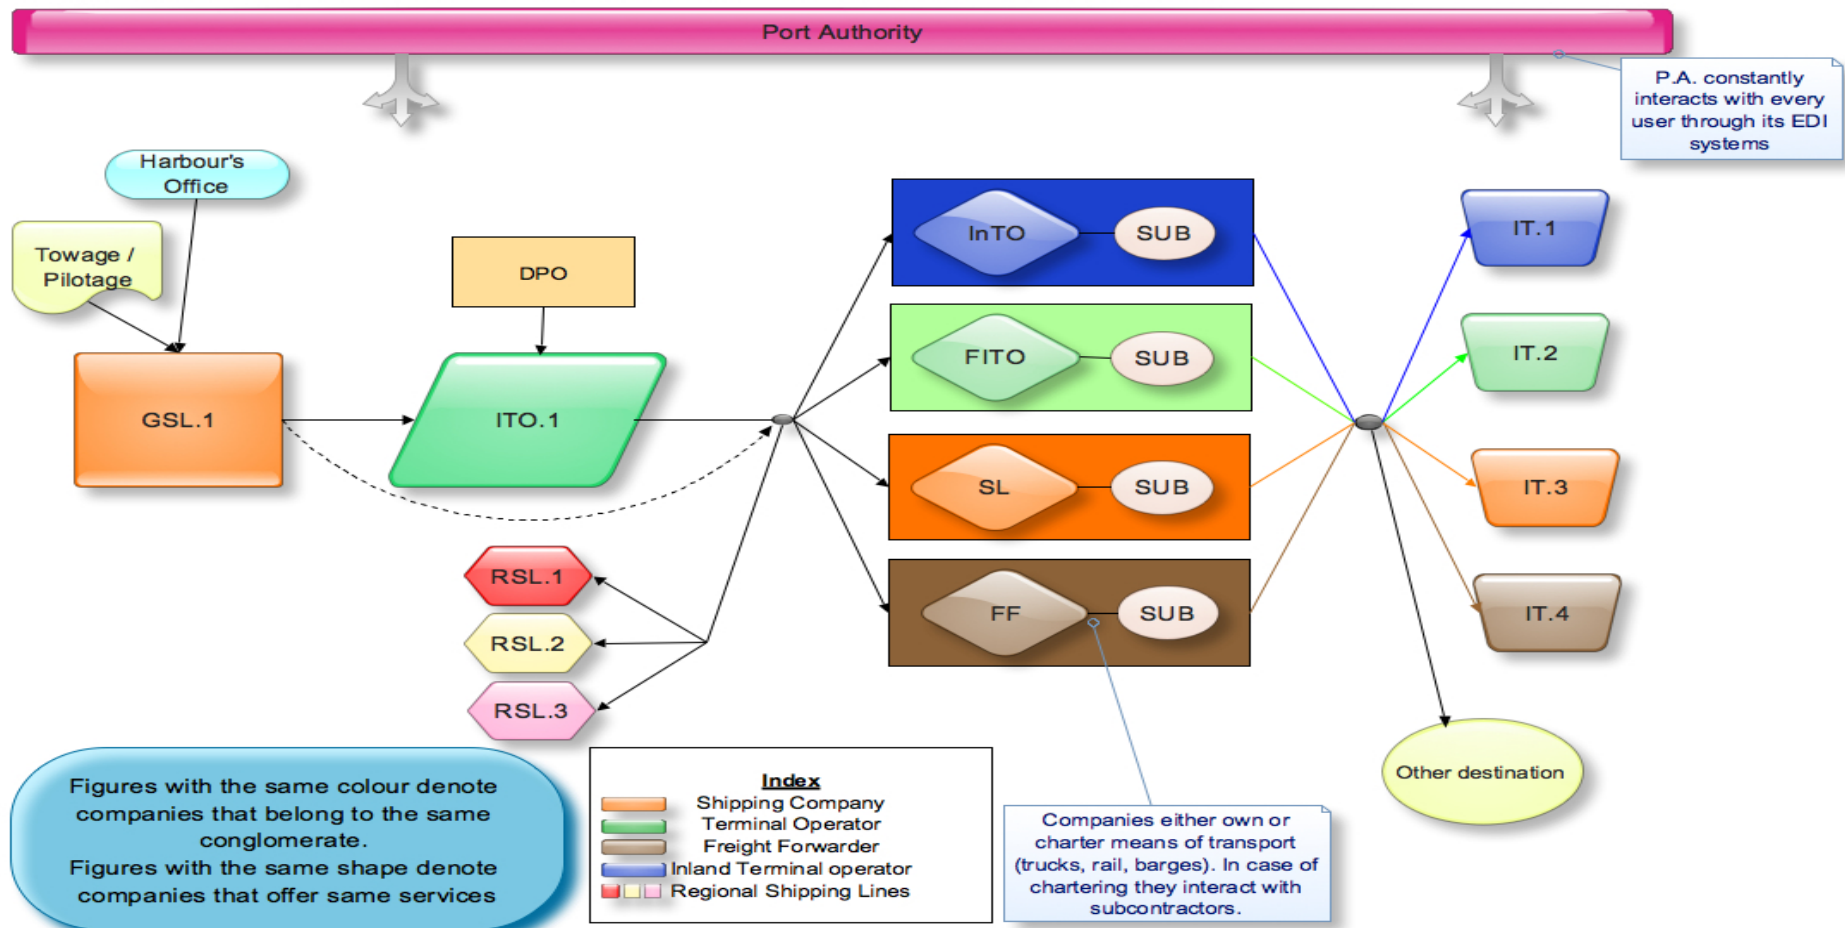 Port Authority
P.A. constantly
interacts with every
user through its EDI
systems
Harbour's
Office
Towage /
Pilotage
DPO
GSL.1
ITO.1
InTO
SUB
FITO
SUB
SL
SUB
FF
SUB
IT.1
IT.2
IT.3
IT.4
RSL.1
RSL.2
RSL.3
Other destination
Figures with the same colour denote
companies that belong to the same
conglomerate.
Figures with the same shape denote
companies that offer same services
Index
Shipping Company
Terminal Operator
Freight Forwarder
Inland Terminal operator
Regional Shipping Lines
Companies either own or
charter means of transport
(trucks, rail, barges). In case of
chartering they interact with
subcontractors.